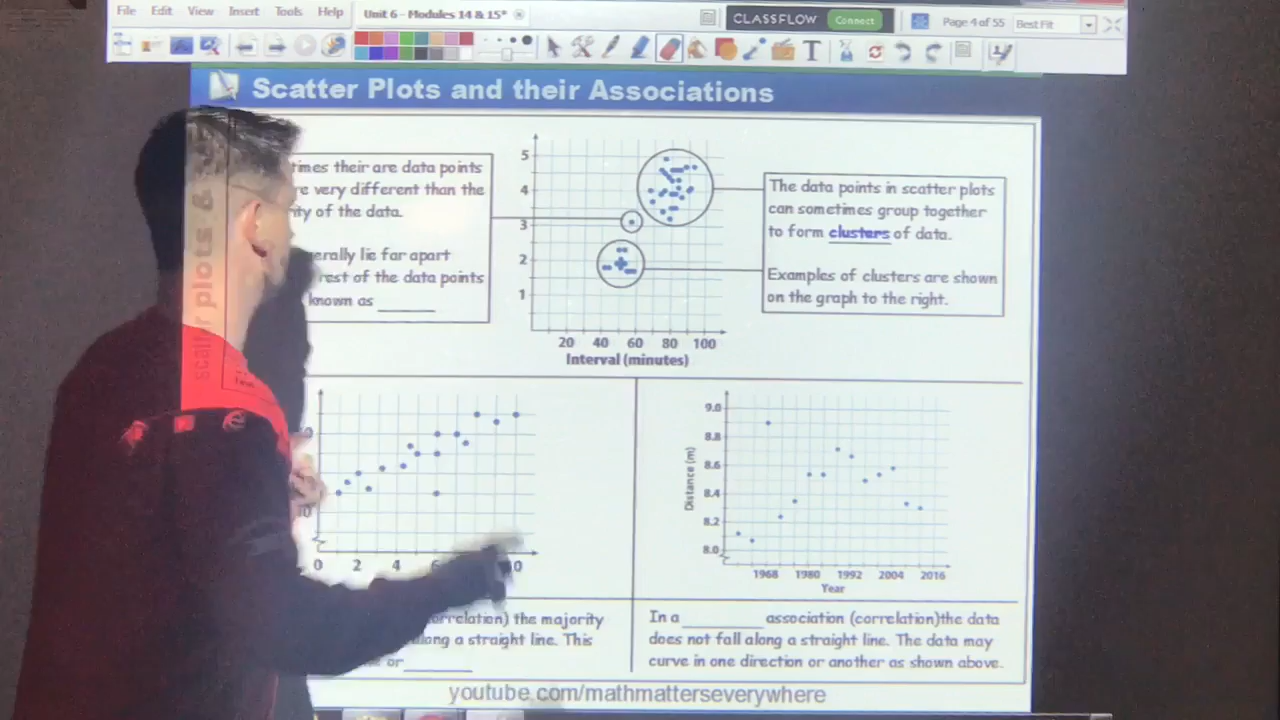 File Edit View Insert Tools Help
Unit 6 - Modules 14 & 15*
CLASSFLOW Connect
Page 4 of 55 Best Fit
T
Scatter Plots and their Associations
times their are data points
very different than the
of the data.
lie far apart
rest of the data points
known as ______
5
4
3
2
1
20 40 60 80 100
Interval (minutes)
The data points in scatter plots
can sometimes group together
to form clusters of data.
Examples of clusters are shown
on the graph to the right.
0 2 4
9.0
8.8
8.6
8.4
8.2
8.0
Distance (m)
1968 1980 1992 2004 2016
Year
the majority
along a straight line. This
or ______
In a ______ association (correlation)the data
does not fall along a straight line. The data may
curve in one direction or another as shown above.
youtube.com/mathmatterseverywhere
scatter plots &